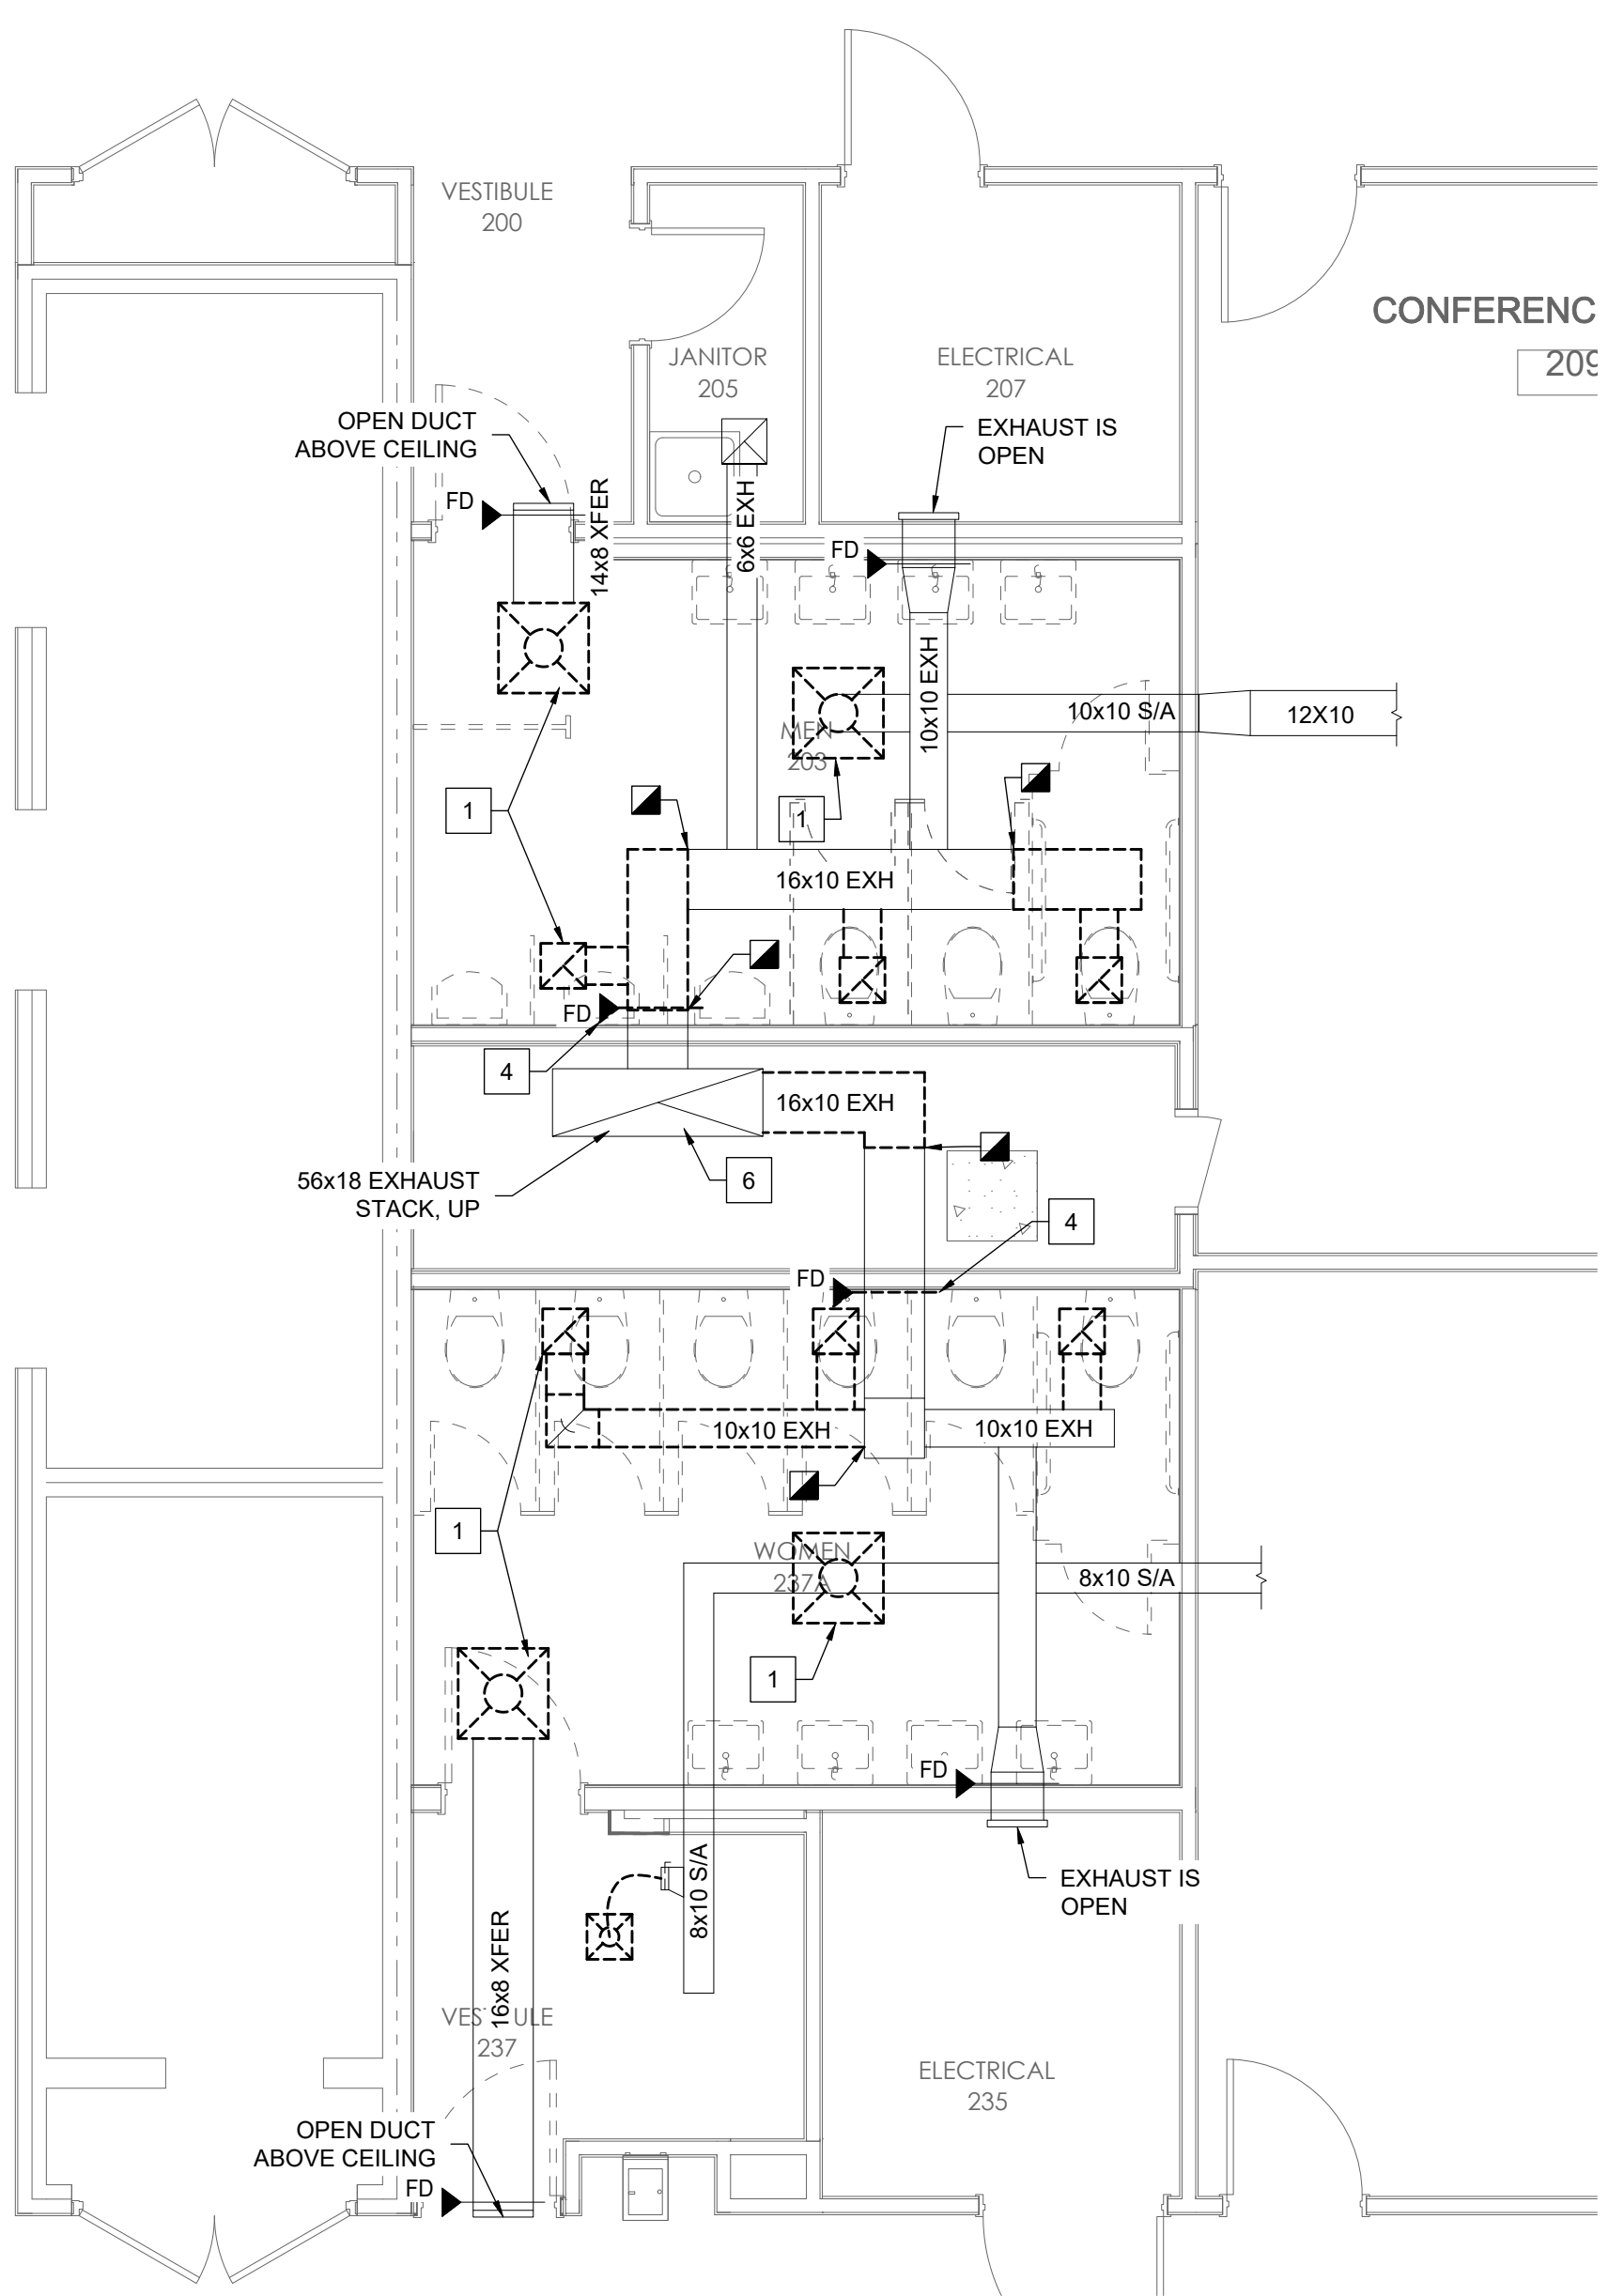 VESTIBULE
200
CONFERENC
209
JANITOR
205
ELECTRICAL
207
OPEN DUCT
ABOVE CEILING
EXHAUST IS
OPEN
FD
14x8 XFER
6x6 EXH
FD
10x10 EXH
10x10 S/A
12X10
MEN
203
1
1
16x10 EXH
FD
4
16x10 EXH
56x18 EXHAUST
STACK, UP
6
4
FD
10x10 EXH
10x10 EXH
1
WOMEN
237A
8x10 S/A
1
FD
8x10 S/A
EXHAUST IS
OPEN
16x8 XFER
VES ULE
237
ELECTRICAL
235
OPEN DUCT
ABOVE CEILING
FD